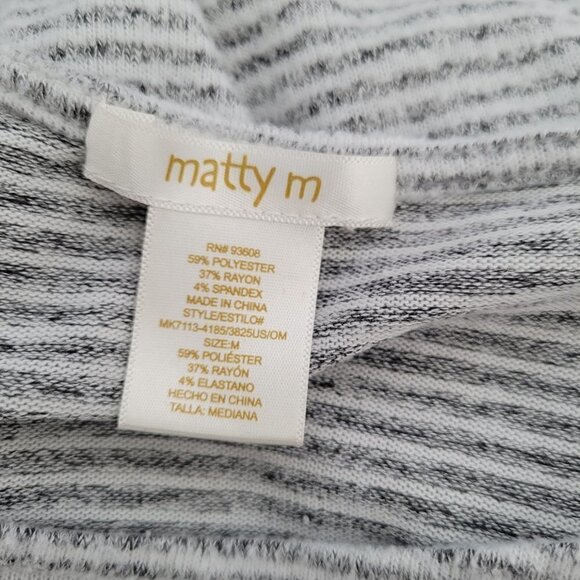 matty m
RN# 93608
59% POLYESTER
37% RAYON
4% SPANDEX
MADE IN CHINA
STYLE/ESTILO#
MK7113-4185/3825US/OM
SIZE:M
59% POLIÉSTER
37% RAYÓN
4% ELASTANO
HECHO EN CHINA
TALLA: MEDIANA